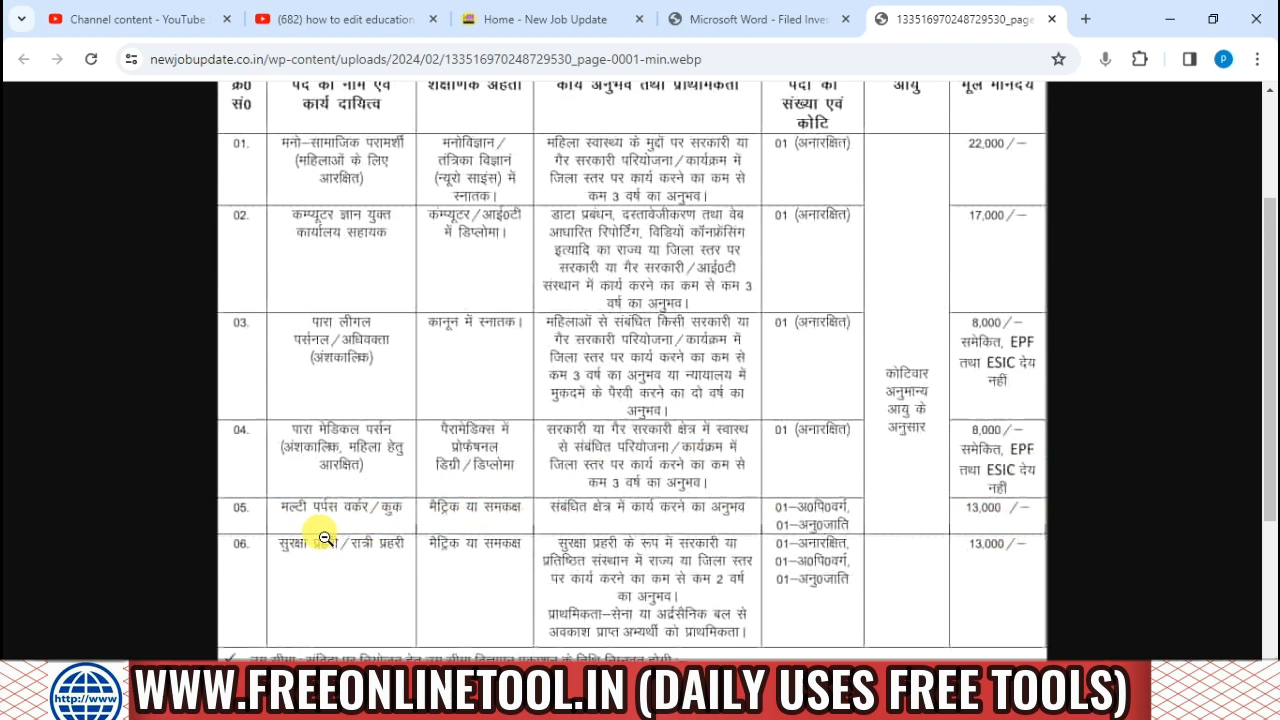 Channel content - YouTube
(682) how to edit education
Home - New Job Update
Microsoft Word - Filed Inves
133516970248729530_page
newjobupdate.co.in/wp-content/uploads/2024/02/133516970248729530_page-0001-min.webp
P
क्र0 पद का नाम एवं शैक्षणिक अर्हता कार्य अनुभव तथा प्राथमिकता पदों की आयु मूल मानदेय
सं0 कार्य दायित्व संख्या एवं
कोटि
01. मनो–सामाजिक परामर्शी मनोविज्ञान / महिला स्वास्थ्य के मुद्दों पर सरकारी या 01 (अनारक्षित) 22,000/–
(महिलाओं के लिए तंत्रिका विज्ञानं गैर सरकारी परियोजना/कार्यक्रम में
आरक्षित) (न्यूरो साइंस) में जिला स्तर पर कार्य करने का कम से
स्नातक। कम 3 वर्ष का अनुभव।
02. कम्प्यूटर ज्ञान युक्त कंम्प्यूटर/आई0टी डाटा प्रबंधन, दस्तावेजीकरण तथा वेब 01 (अनारक्षित) 17,000/–
कार्यालय सहायक में डिप्लोमा। आधारित रिपोर्टिंग, विडियों कॉनफ्रेंसिंग
इत्यादि का राज्य या जिला स्तर पर
सरकारी या गैर सरकारी/आई0टी
संस्थान में कार्य करने का कम से कम 3
वर्ष का अनुभव।
03. पारा लीगल कानून में स्नातक। महिलाओं से संबंधित किसी सरकारी या 01 (अनारक्षित) 8,000/–
पर्सनल/अधिवक्ता गैर सरकारी परियोजना/कार्यक्रम में समेकित, EPF
(अंशकालिक) जिला स्तर पर कार्य करने का कम से तथा ESIC देय
कम 3 वर्ष का अनुभव या न्यायालय में नहीं
मुकदमें के पैरवी करने का दो वर्ष का
अनुभव।
कोटिवार
अनुमान्य
आयु के
अनुसार
04. पारा मेडिकल पर्सन पैरामेडिक्स में सरकारी या गैर सरकारी क्षेत्र में स्वास्थ 01 (अनारक्षित) 8,000/–
(अंशकालिक, महिला हेतु प्रोफेषनल से संबंधित परियोजना/कार्यक्रम में समेकित, EPF
आरक्षित) डिग्री/डिप्लोमा जिला स्तर पर कार्य करने का कम से तथा ESIC देय
कम 3 वर्ष का अनुभव। नहीं
05. मल्टी पर्पस वर्कर/कुक मैट्रिक या समकक्ष संबंधित क्षेत्र में कार्य करने का अनुभव 01–अ0पि0वर्ग, 13,000 /–
01–अनु0जाति
06. सुरक्षा प्रहरी/रात्री प्रहरी मैट्रिक या समकक्ष सुरक्षा प्रहरी के रूप में सरकारी या 01–अनारक्षित, 13,000/–
प्रतिष्ठित संस्थान में राज्य या जिला स्तर 01–अ0पि0वर्ग,
पर कार्य करने का कम से कम 2 वर्ष 01–अनु0जाति
का अनुभव।
प्राथमिकता–सेना या अर्द्रसैनिक बल से
अवकाश प्राप्त अभ्यर्थी को प्राथमिकता।
http://www
WWW.FREEONLINETOOL.IN (DAILY USES FREE TOOLS)